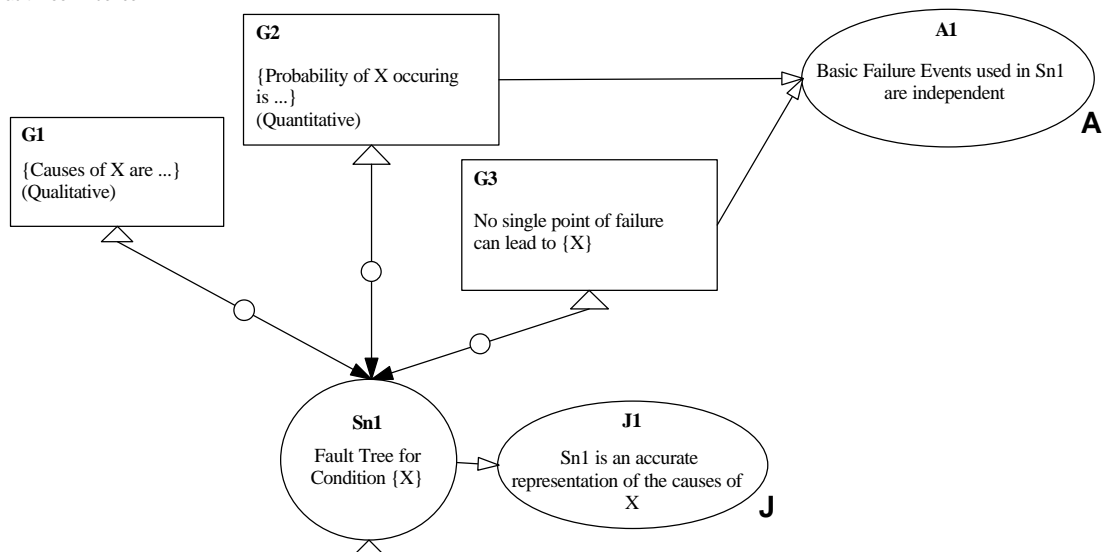 G2
{Probability of X occuring
is ...}
(Quantitative)
A1
Basic Failure Events used in Sn1
are independent
A
G1
{Causes of X are ...}
(Qualitative)
G3
No single point of failure
can lead to {X}
Sn1
Fault Tree for
Condition {X}
J1
Sn1 is an accurate
representation of the causes of
X
J